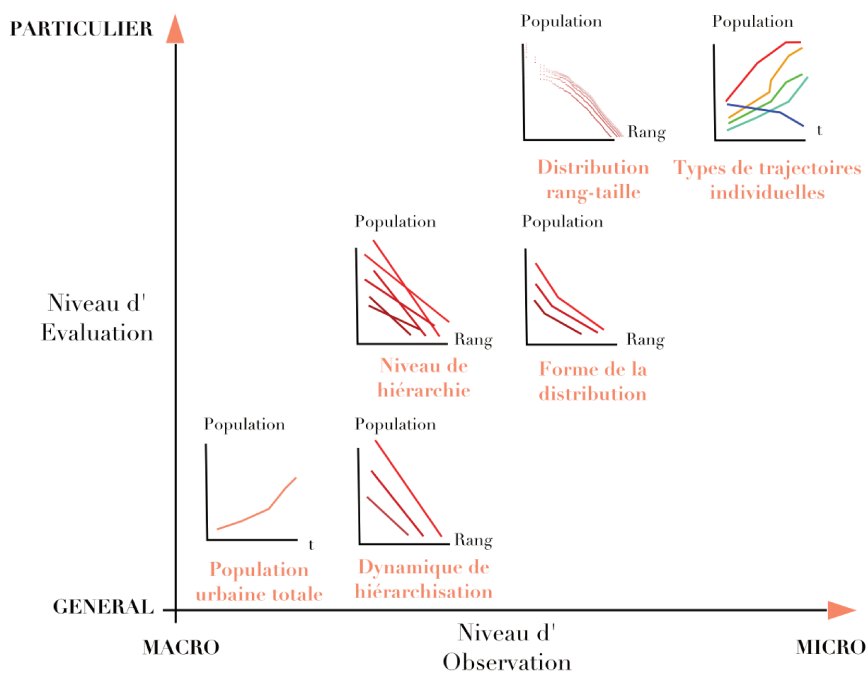 PARTICULIER
Population
Rang
Distribution
rang-taille
Population
t
Types de trajectoires
individuelles
Niveau d'
Evaluation
Population
Rang
Niveau de
hiérarchie
Population
Rang
Forme de la
distribution
Population
t
Population
urbaine totale
Population
Rang
Dynamique de
hiérarchisation
GENERAL
MACRO
Niveau d'
Observation
MICRO